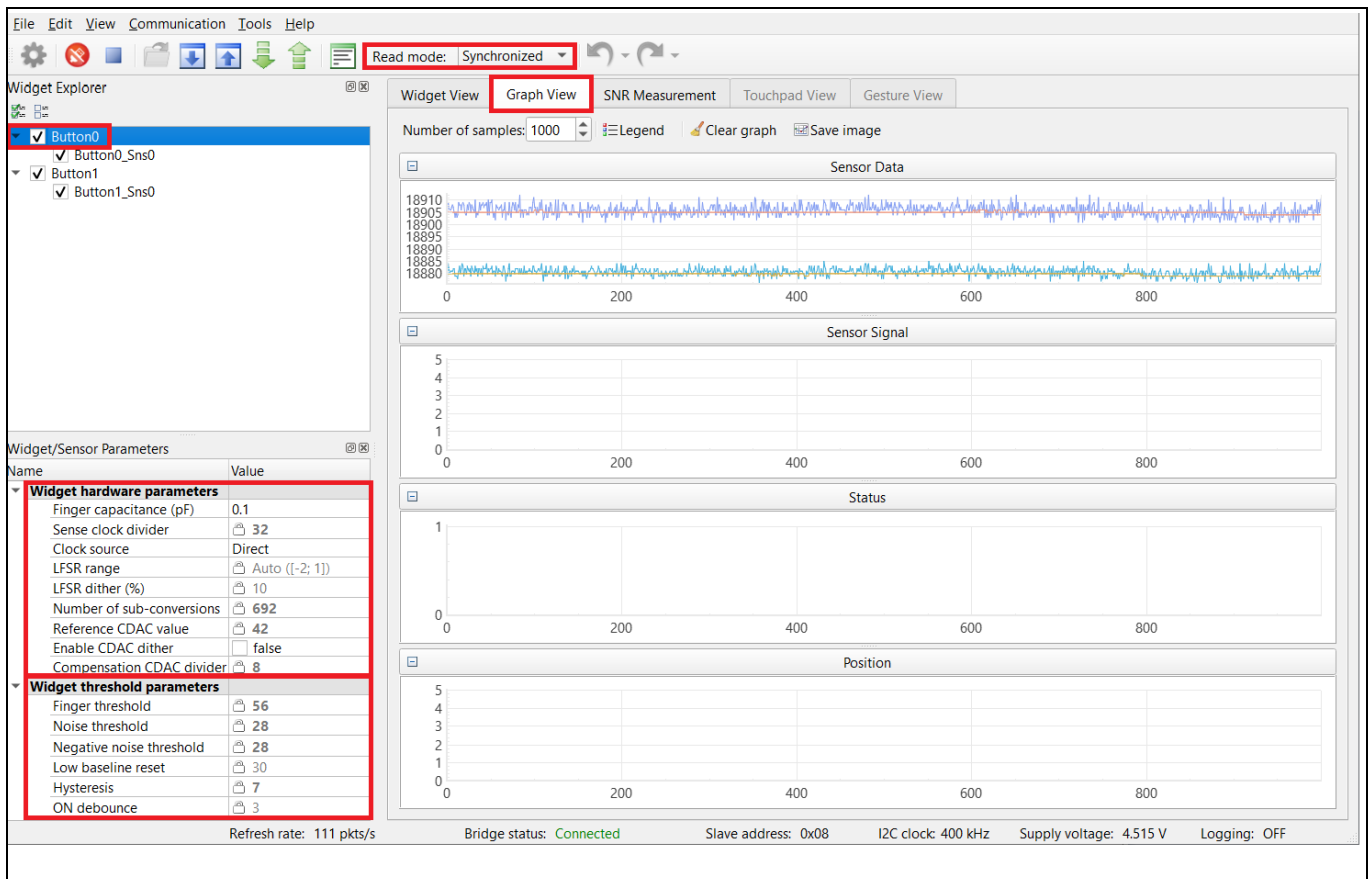 File Edit View Communication Tools Help
Read mode: Synchronized
Widget Explorer
Button0
Button0_Sns0
Button1
Button1_Sns0
Widget/Sensor Parameters
Name Value
Widget hardware parameters
Finger capacitance (pF) 0.1
Sense clock divider 32
Clock source Direct
LFSR range Auto ([-2; 1])
LFSR dither (%) 10
Number of sub-conversions 692
Reference CDAC value 42
Enable CDAC dither false
Compensation CDAC divider 8
Widget threshold parameters
Finger threshold 56
Noise threshold 28
Negative noise threshold 28
Low baseline reset 30
Hysteresis 7
ON debounce 3
Widget View Graph View SNR Measurement Touchpad View Gesture View
Number of samples: 1000 Legend Clear graph Save image
Sensor Data
18910
18905
18900
18895
18890
18885
18880
0 200 400 600 800
Sensor Signal
5
4
3
2
1
0
0 200 400 600 800
Status
1
0
0 200 400 600 800
Position
5
4
3
2
1
0
0 200 400 600 800
Refresh rate: 111 pkts/s Bridge status: Connected Slave address: 0x08 I2C clock: 400 kHz Supply voltage: 4.515 V Logging: OFF